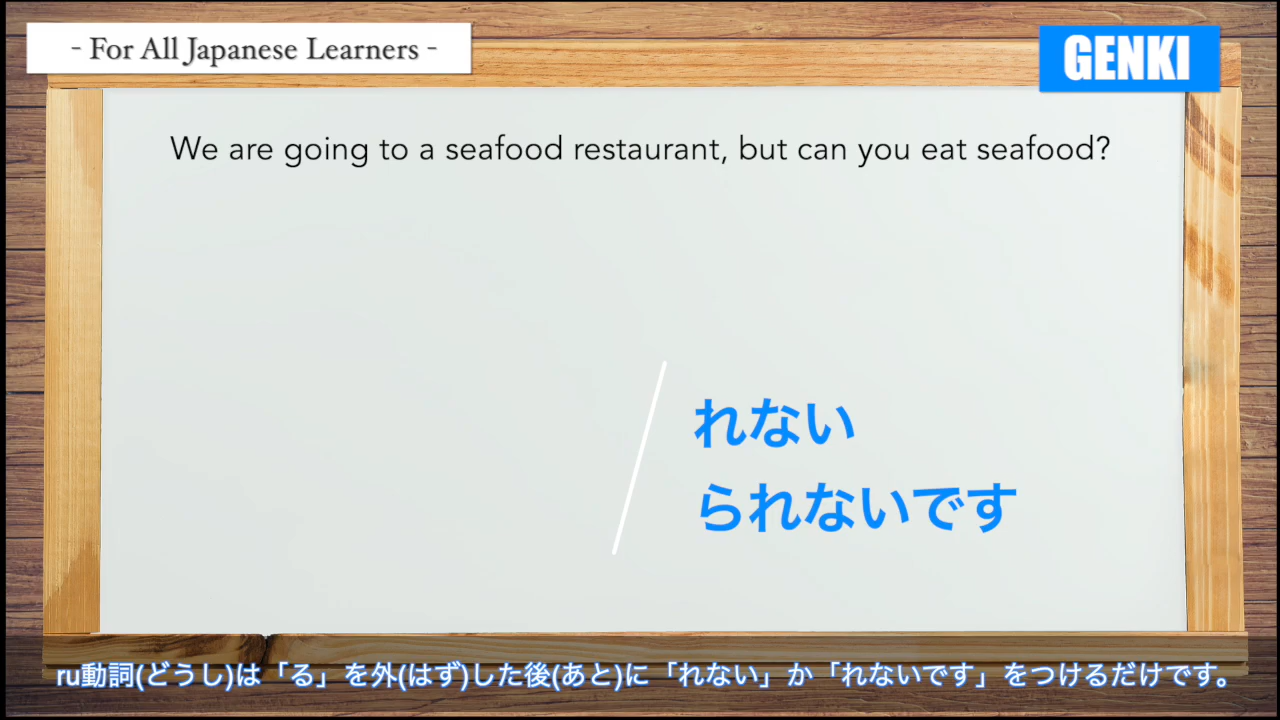 - For All Japanese Learners -
GENKI
We are going to a seafood restaurant, but can you eat seafood?
れない
られないです
ru動詞(どうし)は「る」を外(はず)した後(あと)に「れない」か「れないです」をつけるだけです。